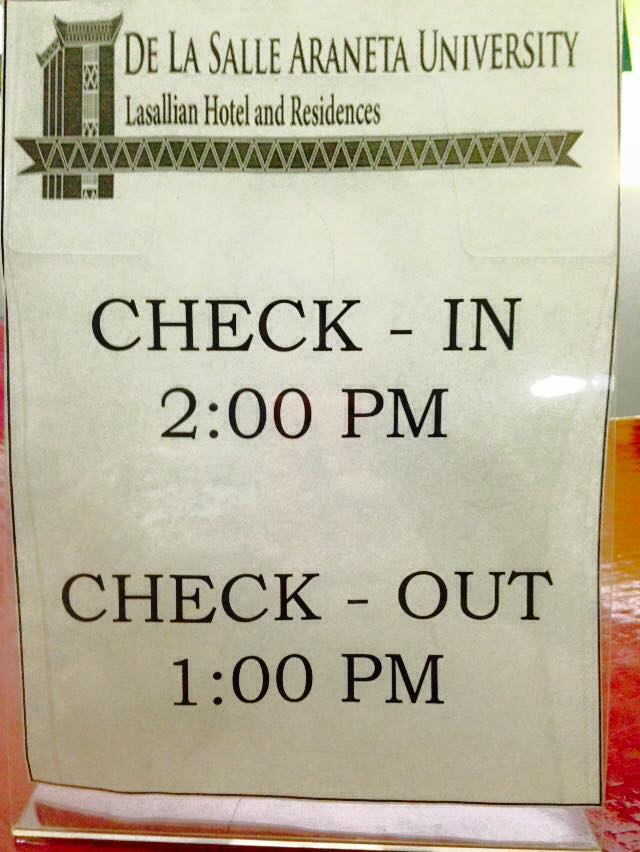 DE LA SALLE ARANETA UNIVERSITY
Lasallian Hotel and Residences
CHECK - IN
2:00 PM
CHECK - OUT
1:00 PM